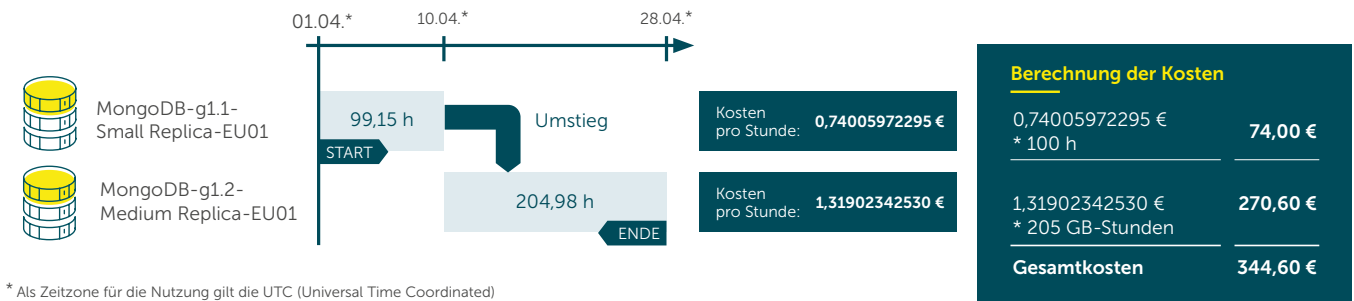 01.04.*
10.04.*
28.04.*
MongoDB-g1.1-
Small Replica-EU01
99,15 h
START
Umstieg
Kosten
pro Stunde: 0,74005972295 €
MongoDB-g1.2-
Medium Replica-EU01
204,98 h
ENDE
Kosten
pro Stunde: 1,31902342530 €
Berechnung der Kosten
0,74005972295 €
* 100 h
74,00 €
1,31902342530 €
* 205 GB-Stunden
270,60 €
Gesamtkosten 344,60 €
* Als Zeitzone für die Nutzung gilt die UTC (Universal Time Coordinated)